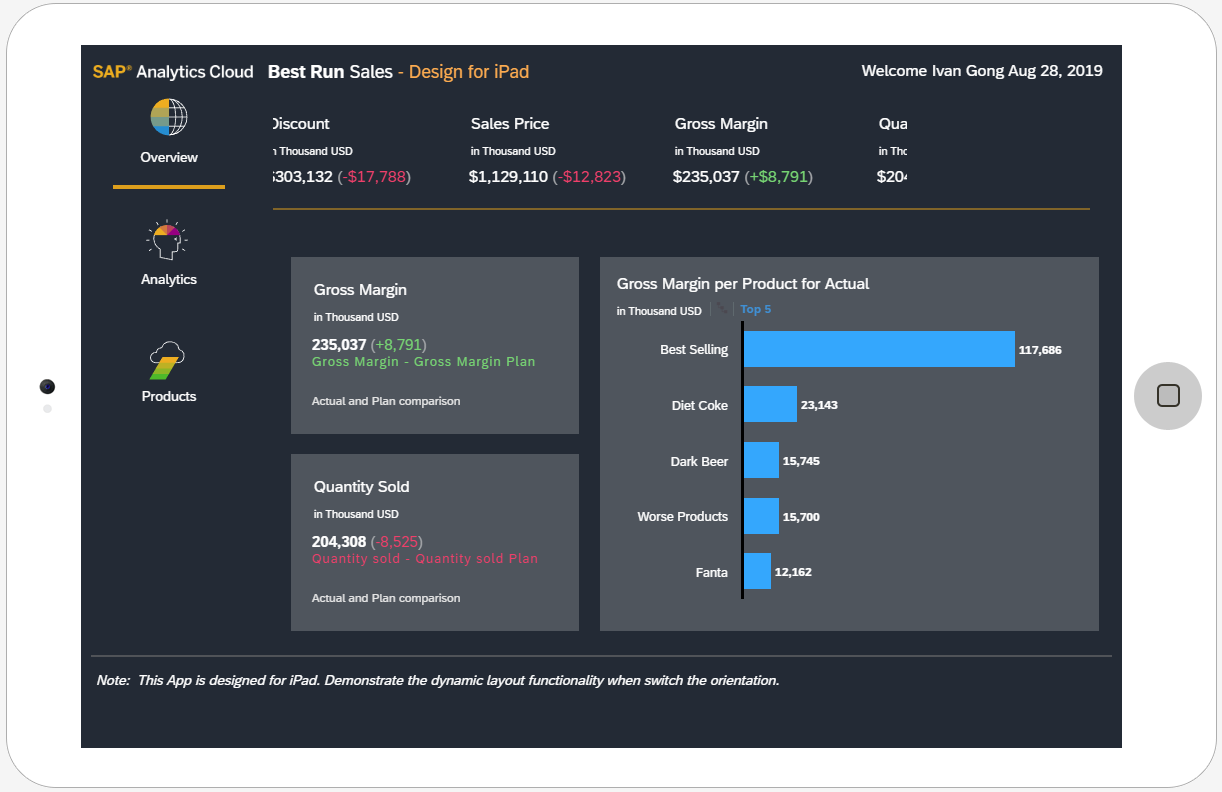 SAP® Analytics Cloud Best Run Sales - Design for iPad
Welcome Ivan Gong Aug 28, 2019
Overview
Analytics
Products
Discount
Thousand USD
$303,132 (-$17,788)
Sales Price
in Thousand USD
$1,129,110 (-$12,823)
Gross Margin
in Thousand USD
$235,037 (+$8,791)
in
Gross Margin
in Thousand USD
235,037 (+8,791)
Gross Margin - Gross Margin Plan
Actual and Plan comparison
Quantity Sold
in Thousand USD
204,308 (-8,525)
Quantity sold - Quantity sold Plan
Actual and Plan comparison
Gross Margin per Product for Actual
in Thousand USD Top 5
Best Selling 117,686
Diet Coke 23,143
Dark Beer 15,745
Worse Products 15,700
Fanta 12,162
Note: This App is designed for iPad. Demonstrate the dynamic layout functionality when switch the orientation.